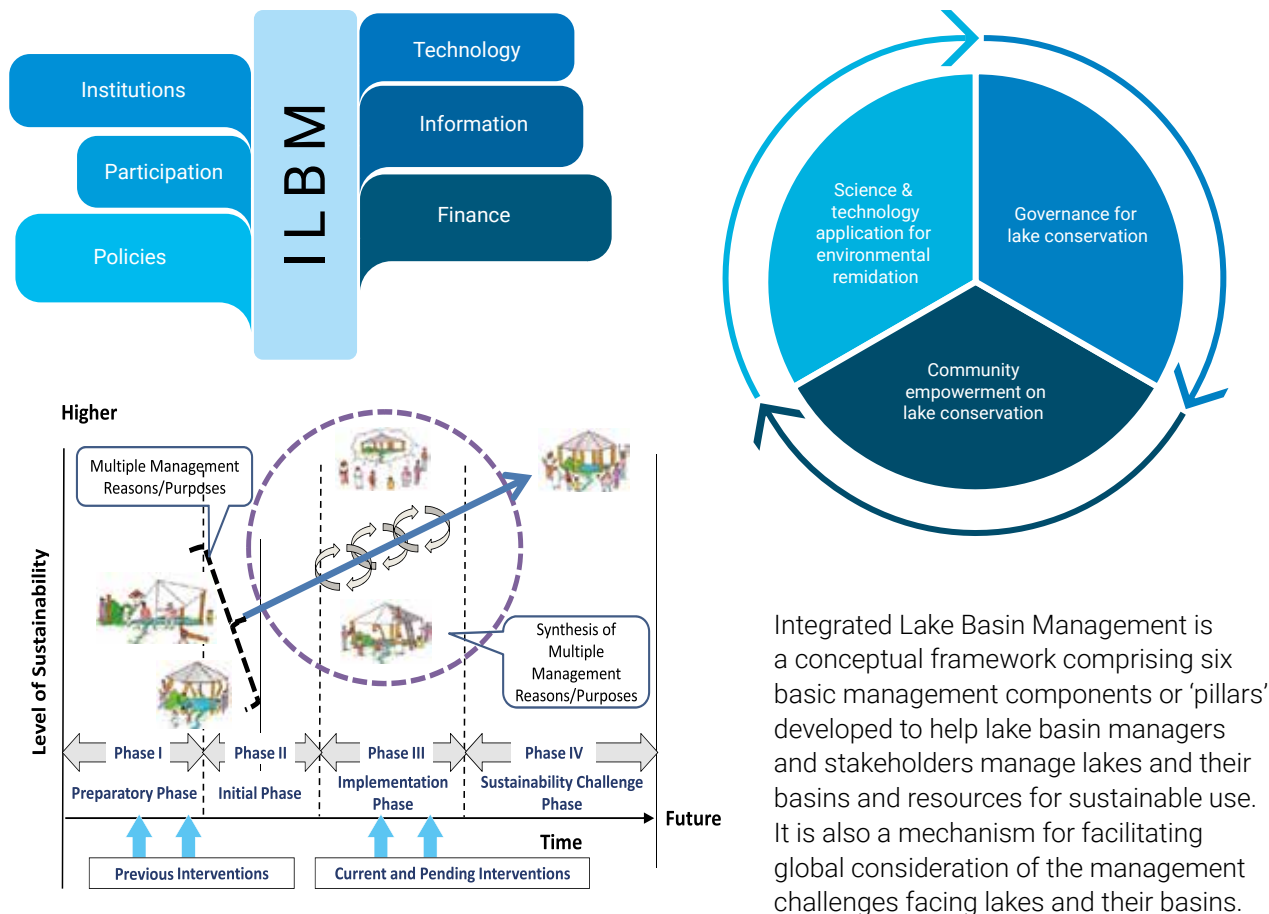 Institutions
Participation
Policies
ILBM
Technology
Information
Finance
Science &
technology
application for
environmental
remidation
Governance for
lake conservation
Community
empowerment on
lake conservation
Higher
Level of Sustainability
Multiple Management
Reasons/Purposes
Synthesis of
Multiple
Management
Reasons/Purposes
Phase I
Phase II
Phase III
Phase IV
Preparatory Phase
Initial Phase
Implementation
Phase
Sustainability Challenge
Phase
Future
Time
Previous Interventions
Current and Pending Interventions
Integrated Lake Basin Management is
a conceptual framework comprising six
basic management components or ‘pillars’
developed to help lake basin managers
and stakeholders manage lakes and their
basins and resources for sustainable use.
It is also a mechanism for facilitating
global consideration of the management
challenges facing lakes and their basins.